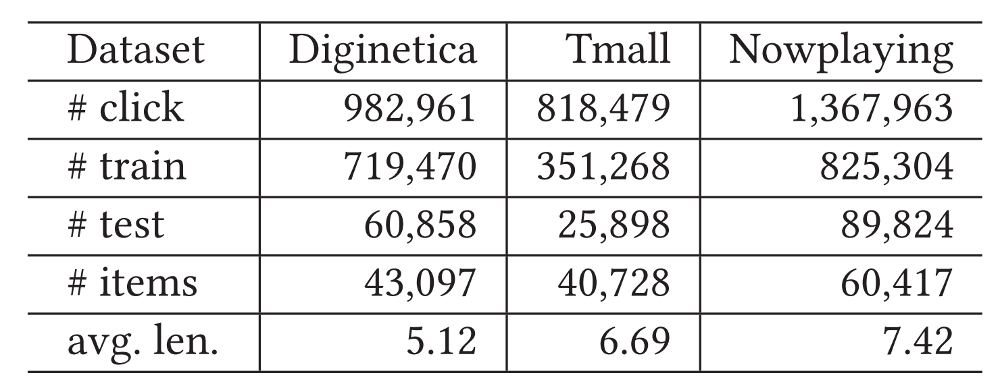 Dataset Diginetica Tmall Nowplaying
# click 982,961 818,479 1,367,963
# train 719,470 351,268 825,304
# test 60,858 25,898 89,824
# items 43,097 40,728 60,417
avg. len. 5.12 6.69 7.42